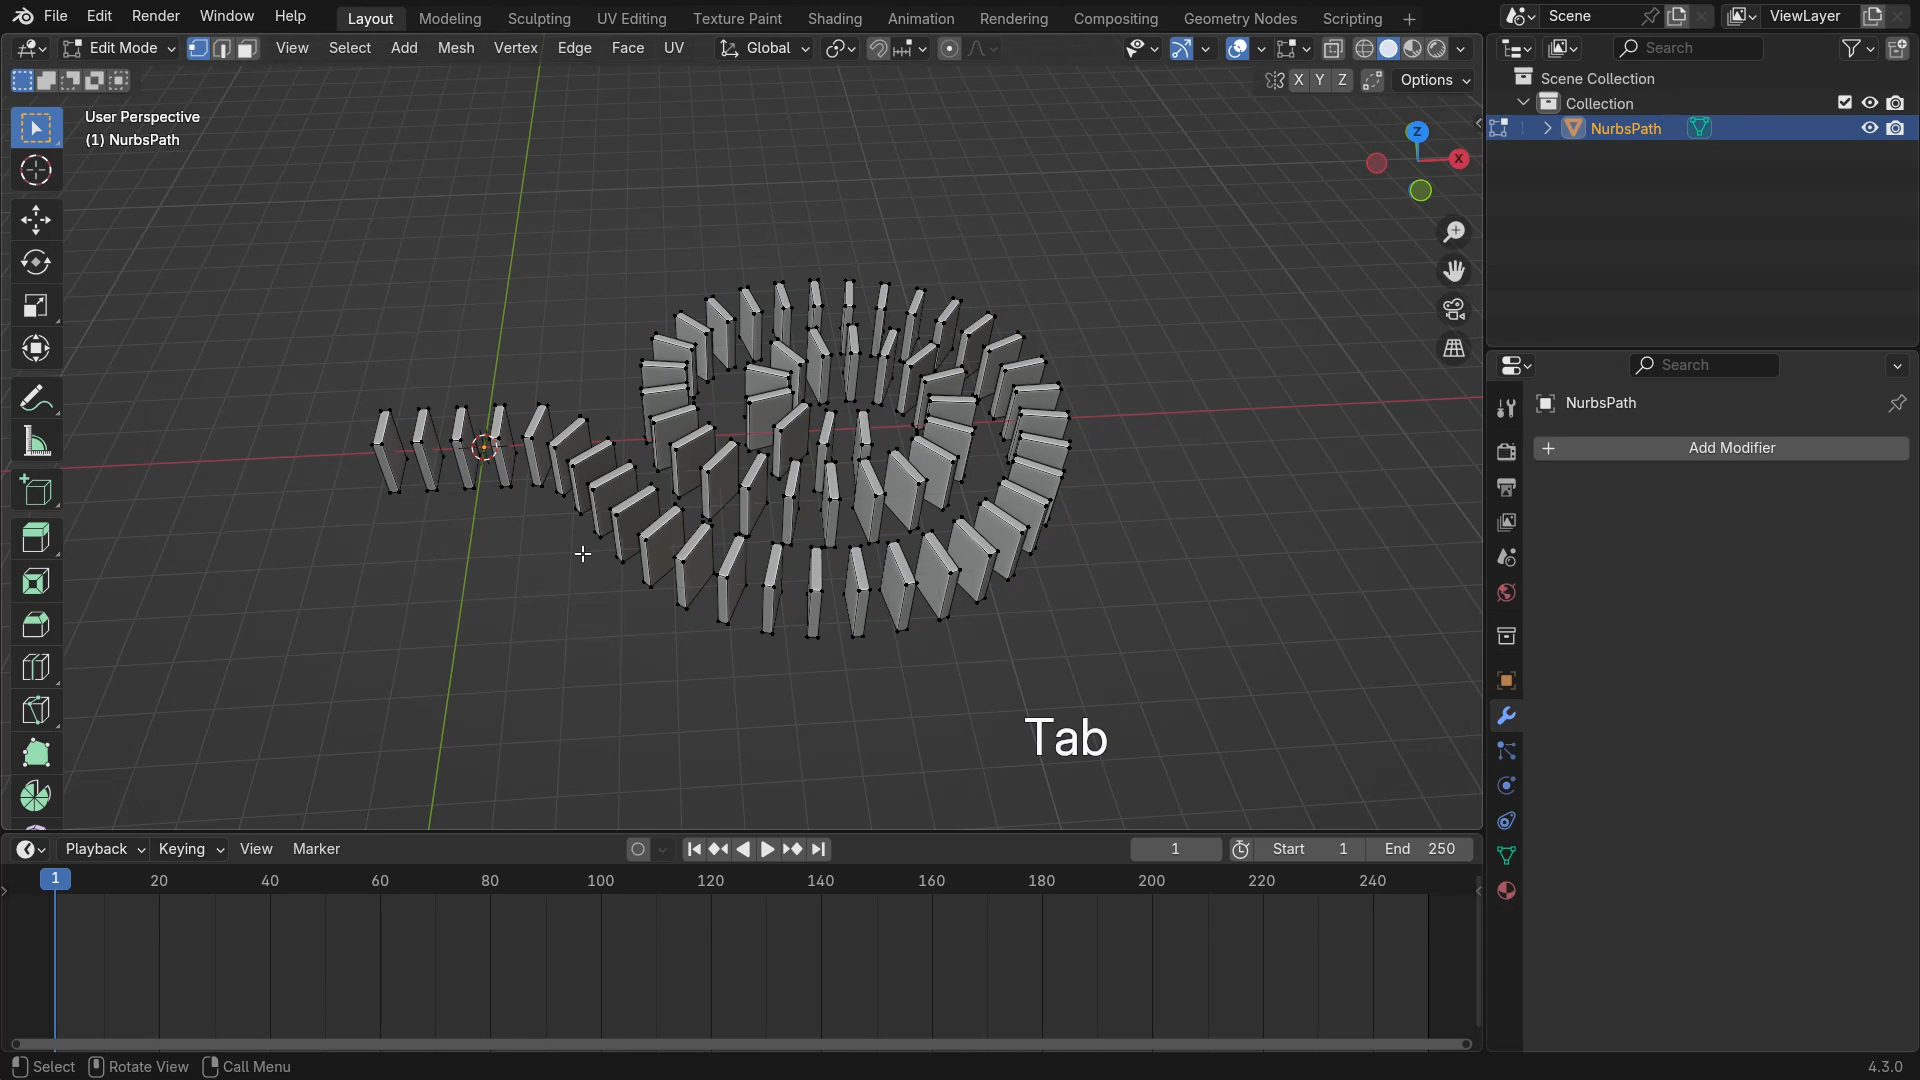 File Edit Render Window Help Layout Modeling Sculpting UV Editing Texture Paint Shading Animation Rendering Compositing Geometry Nodes Scripting + Scene ViewLayer
Edit Mode View Select Add Mesh Vertex Edge Face UV Global Search
X Y Z Options
User Perspective
(1) NurbsPath
Z
X
Tab
Scene Collection
Collection
NurbsPath
Search
NurbsPath
+ Add Modifier
Playback Keying View Marker 1 Start 1 End 250
1 20 40 60 80 100 120 140 160 180 200 220 240
Select Rotate View Call Menu 4.3.0